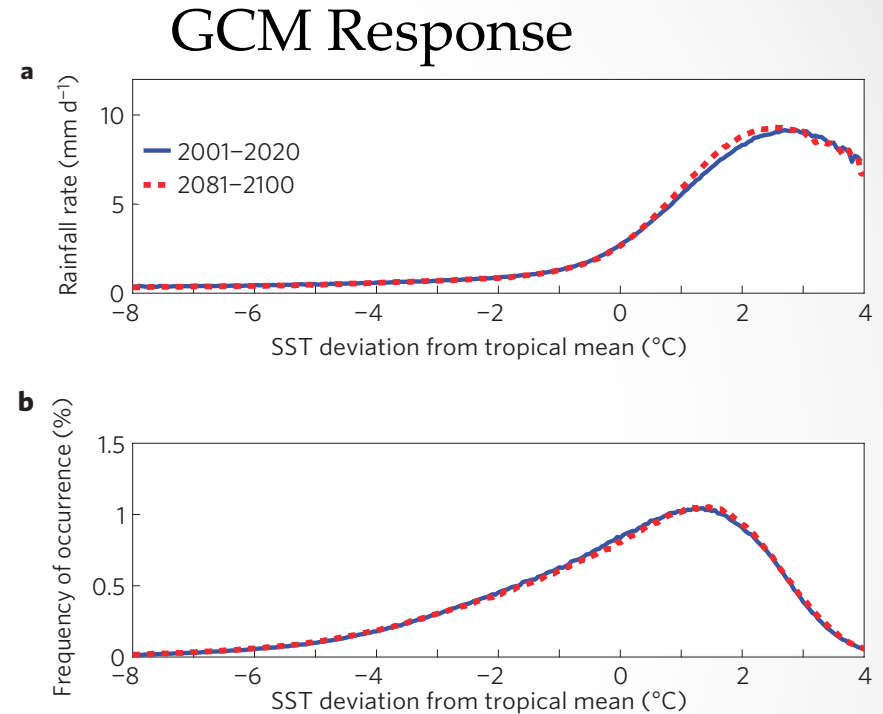 GCM Response
a
Rainfall rate (mm d⁻¹)
10
5
0
2001–2020
2081–2100
−8 −6 −4 −2 0 2 4
SST deviation from tropical mean (°C)
b
Frequency of occurrence (%)
1.5
1
0.5
0
−8 −6 −4 −2 0 2 4
SST deviation from tropical mean (°C)